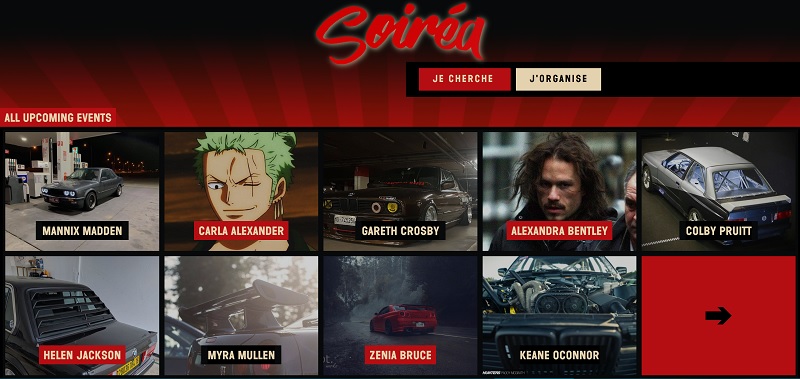 Soiréa
JE CHERCHE
J'ORGANISE
ALL UPCOMING EVENTS
MANNIX MADDEN
CARLA ALEXANDER
GARETH CROSBY
ALEXANDRA BENTLEY
COLBY PRUITT
HELEN JACKSON
MYRA MULLEN
ZENIA BRUCE
KEANE OCONNOR